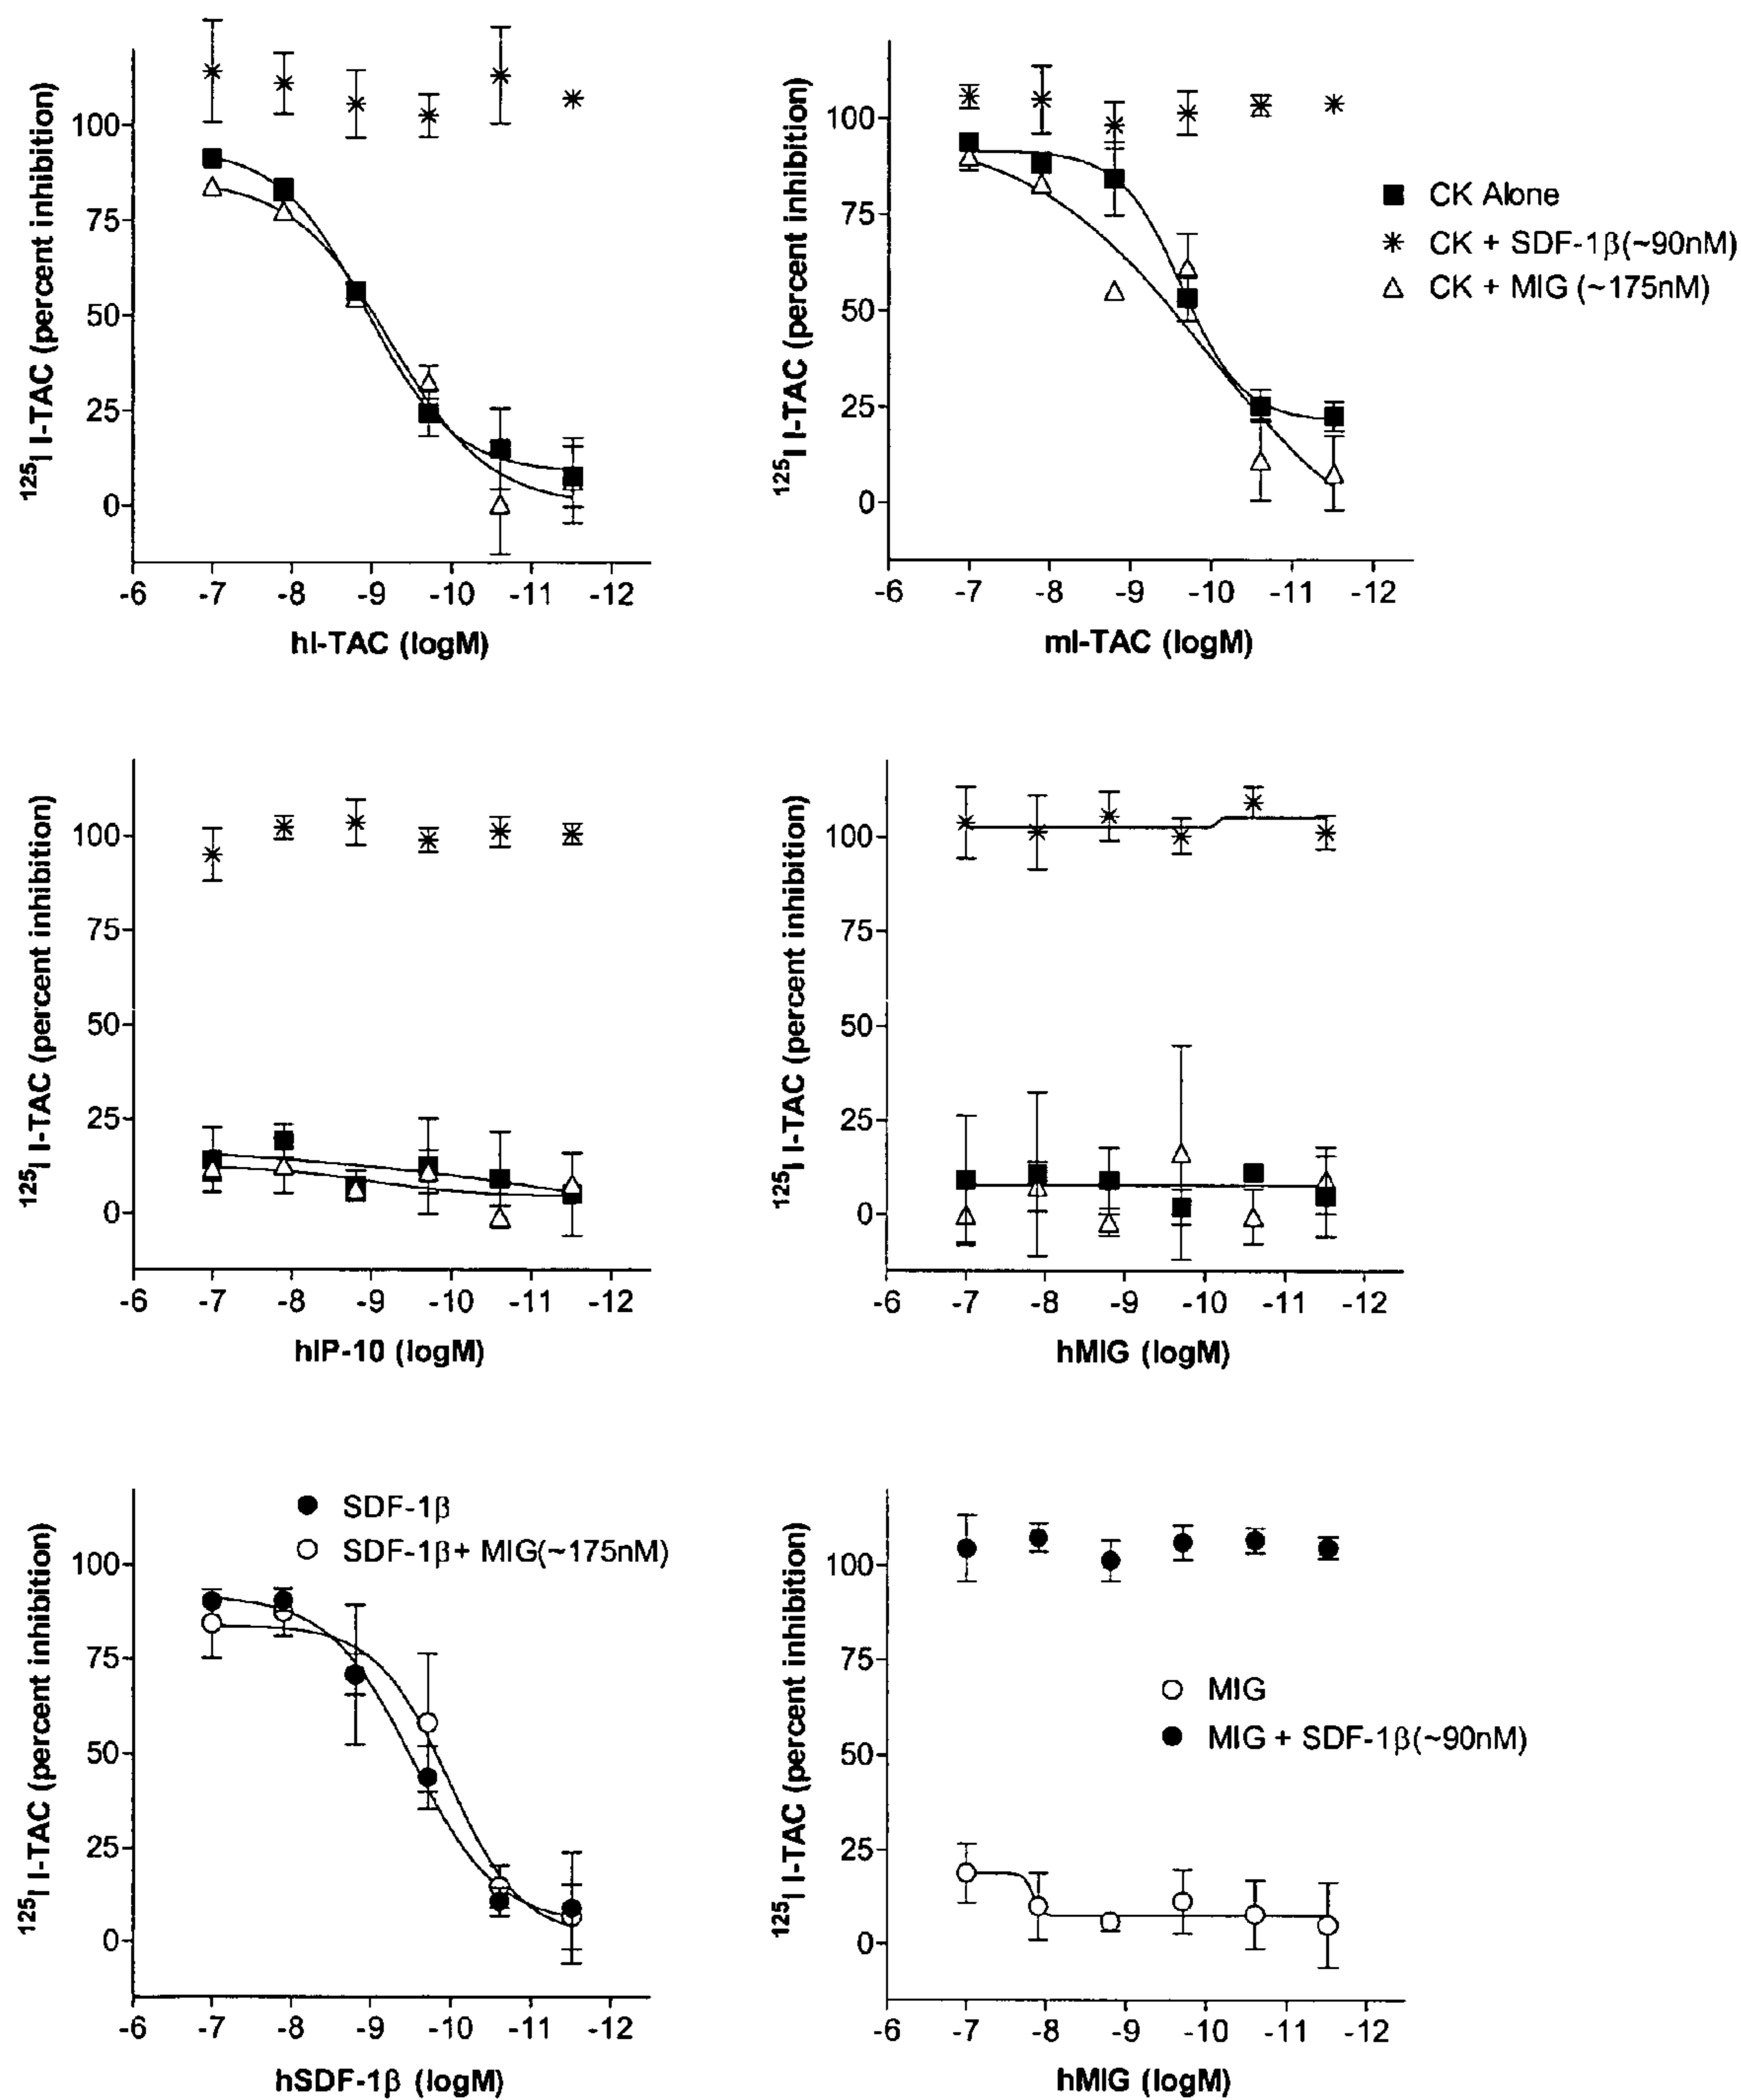 125I I-TAC (percent inhibition)
100
75
50
25
0
-6 -7 -8 -9 -10 -11 -12
hI-TAC (logM)
125I I-TAC (percent inhibition)
100
75
50
25
0
-6 -7 -8 -9 -10 -11 -12
mI-TAC (logM)
CK Alone
CK + SDF-1β(~90nM)
CK + MIG (~175nM)
125I I-TAC (percent inhibition)
100
75
50
25
0
-6 -7 -8 -9 -10 -11 -12
hIP-10 (logM)
125I I-TAC (percent inhibition)
100
75
50
25
0
-6 -7 -8 -9 -10 -11 -12
hMIG (logM)
125I I-TAC (percent inhibition)
SDF-1β
SDF-1β+ MIG(~175nM)
100
75
50
25
0
-6 -7 -8 -9 -10 -11 -12
hSDF-1β (logM)
125I I-TAC (percent inhibition)
100
75
50
25
0
MIG
MIG + SDF-1β(~90nM)
-6 -7 -8 -9 -10 -11 -12
hMIG (logM)